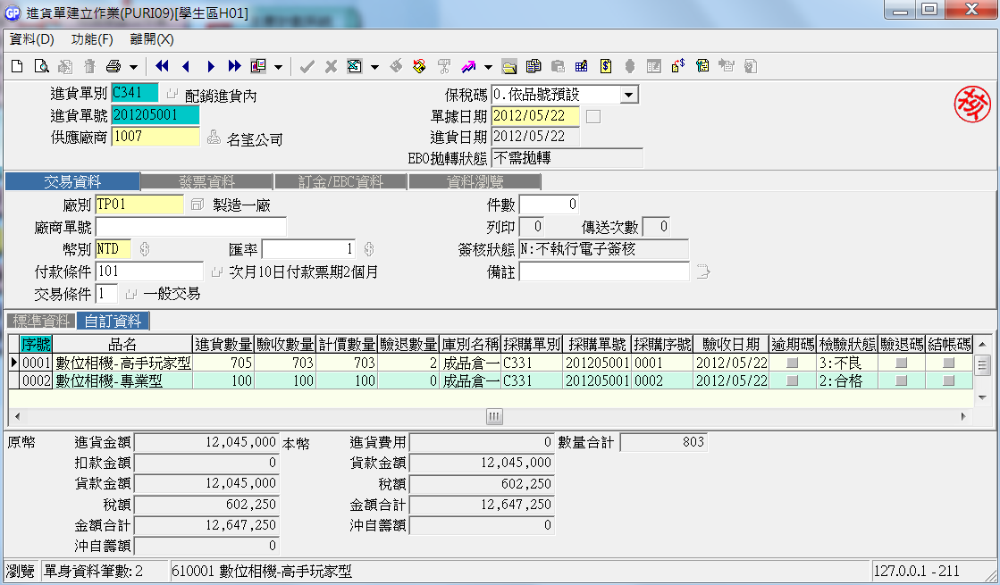 GP 進貨單建立作業(PURI09)[學生區H01]
資料(D) 功能(F) 離開(X)
進貨單別 C341 配銷進貨內 保稅碼 0.依品號預設
進貨單號 201205001 單據日期 2012/05/22
供應廠商 1007 名望公司 進貨日期 2012/05/22
EBO拋轉狀態 不需拋轉
核
交易資料 發票資料 訂金/EBC資料 資料瀏覽
廠別 TP01 製造一廠 件數 0
廠商單號 列印 0 傳送次數 0
幣別 NTD 匯率 1 簽核狀態 N:不執行電子簽核
付款條件 101 次月10日付款票期2個月 備註
交易條件 1 一般交易
標準資料 自訂資料
序號 品名 進貨數量 驗收數量 計價數量 驗退數量 庫別名稱 採購單別 採購單號 採購序號 驗收日期 逾期碼 檢驗狀態 驗退碼 結帳碼
0001 數位相機-高手玩家型 705 703 703 2 成品倉一 C331 201205001 0001 2012/05/22 3:不良
0002 數位相機-專業型 100 100 100 0 成品倉一 C331 201205001 0002 2012/05/22 2:合格
原幣 進貨金額 12,045,000 本幣 進貨費用 0 數量合計 803
扣款金額 0 貨款金額 12,045,000
貨款金額 12,045,000 稅額 602,250
稅額 602,250 金額合計 12,647,250
金額合計 12,647,250 沖自籌額 0
沖自籌額 0
瀏覽 單身資料筆數: 2 610001 數位相機-高手玩家型 127.0.0.1 - 211